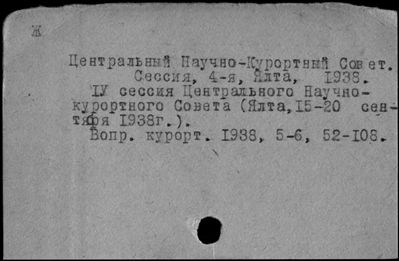 Ж
Центральный Научно-Курортный Совет.
Сессия, 4-я, Ялта, 1938.
IУ сессия Центрального Научно-
курортного Совета (Ялта,15-20 сен-
тября 1938г.).
Вопр. курорт. 1938, 5-6, 52-108.